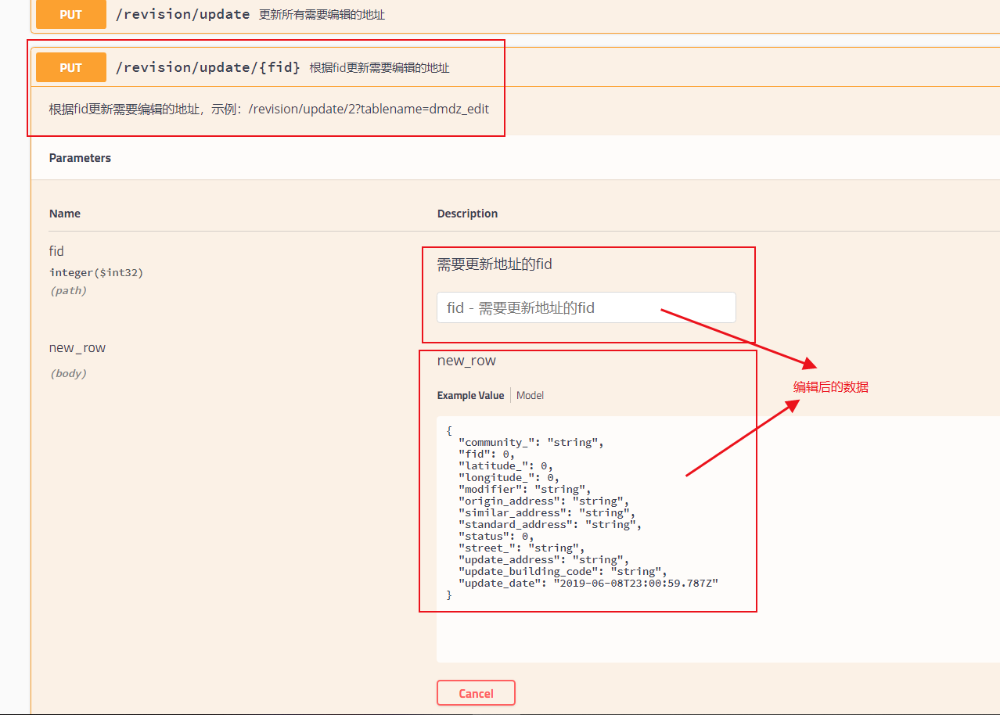 PUT /revision/update 更新所有需要编辑的地址
PUT /revision/update/{fid} 根据fid更新需要编辑的地址
根据fid更新需要编辑的地址，示例：/revision/update/2?tablename=dmdz_edit
Parameters
Name Description
fid 需要更新地址的fid
integer($int32)
(path)
fid - 需要更新地址的fid
new_row new_row
(body)
编辑后的数据
Example Value Model
{
"community_": "string",
"fid": 0,
"latitude_": 0,
"longitude_": 0,
"modifier": "string",
"origin_address": "string",
"similar_address": "string",
"standard_address": "string",
"status": 0,
"street_": "string",
"update_address": "string",
"update_building_code": "string",
"update_date": "2019-06-08T23:00:59.787Z"
}
Cancel